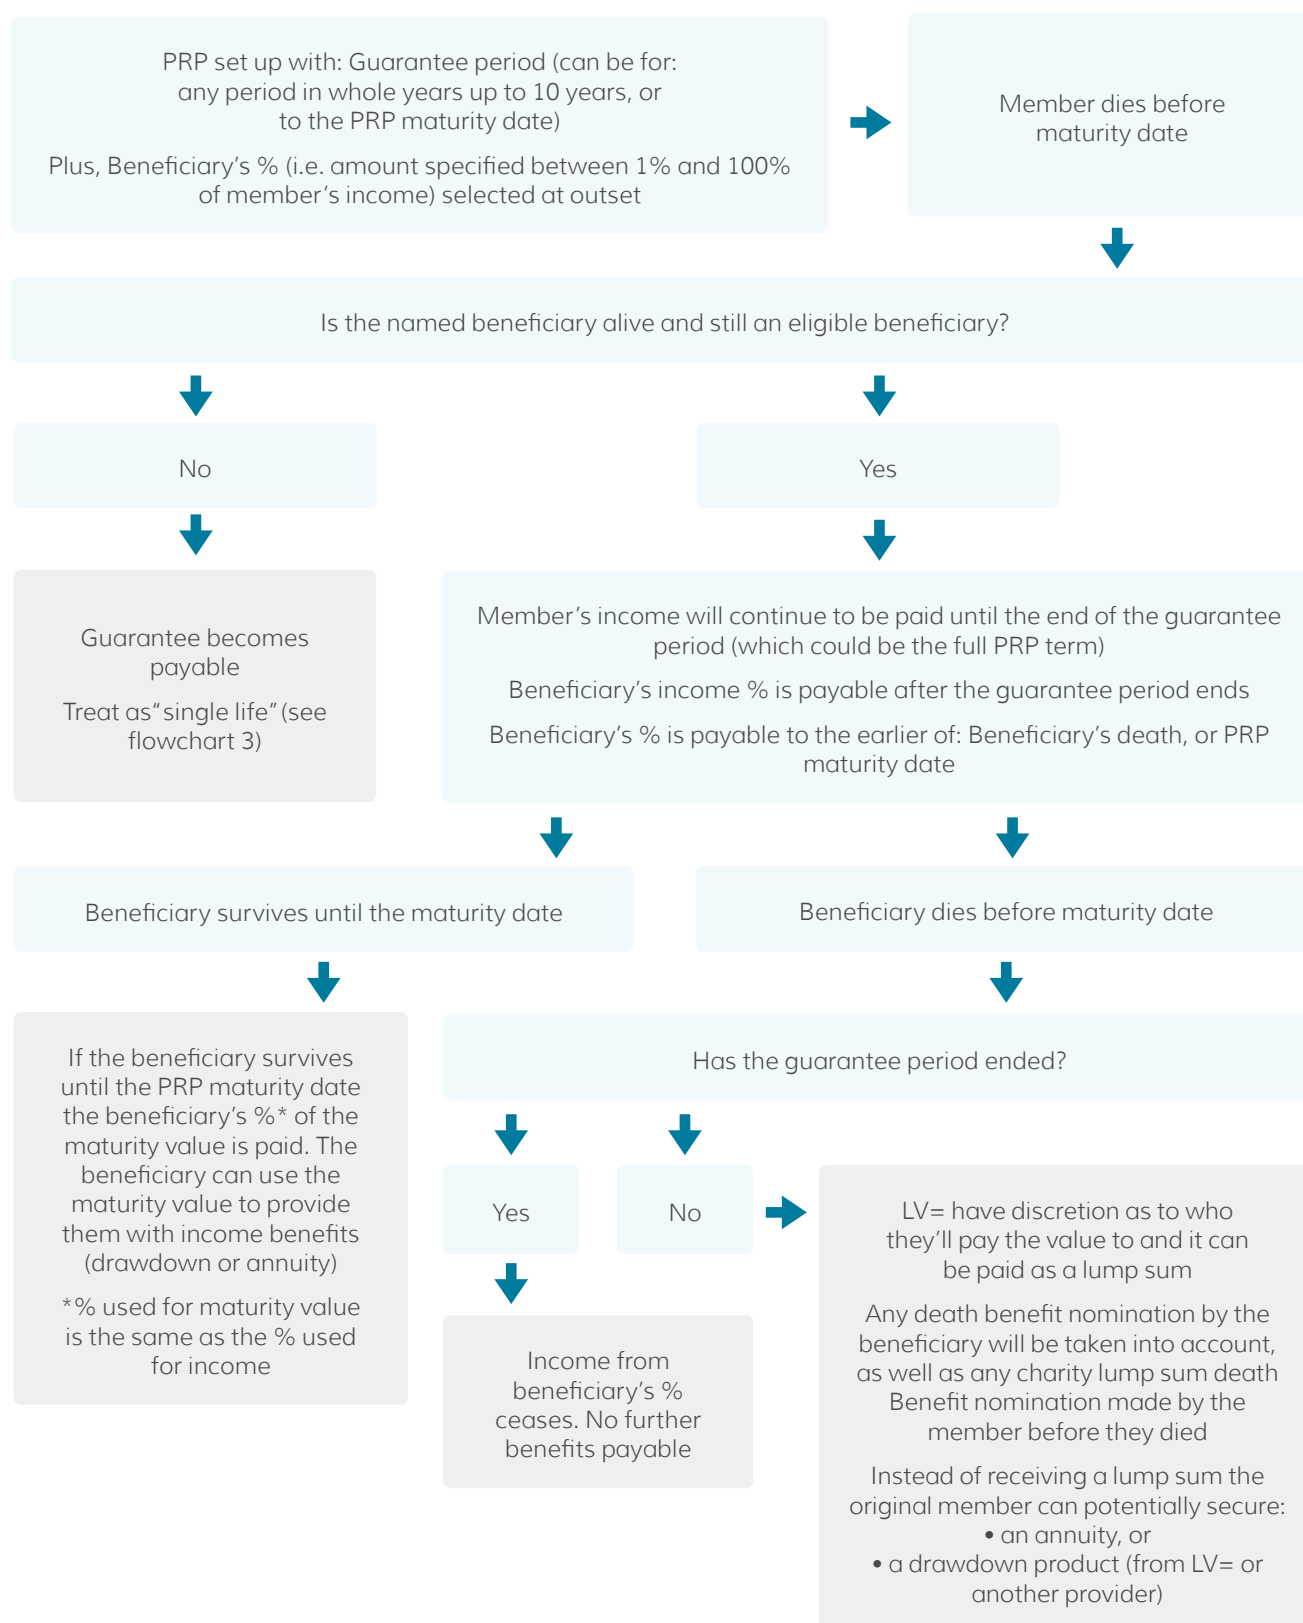 PRP set up with: Guarantee period (can be for:
any period in whole years up to 10 years, or
to the PRP maturity date)
Plus, Beneficiary's % (i.e. amount specified between 1% and 100%
of member's income) selected at outset
Member dies before
maturity date
Is the named beneficiary alive and still an eligible beneficiary?
No
Yes
Guarantee becomes
payable
Treat as“single life” (see
flowchart 3)
Member's income will continue to be paid until the end of the guarantee
period (which could be the full PRP term)
Beneficiary's income % is payable after the guarantee period ends
Beneficiary's % is payable to the earlier of: Beneficiary's death, or PRP
maturity date
Beneficiary survives until the maturity date
Beneficiary dies before maturity date
If the beneficiary survives
until the PRP maturity date
the beneficiary's %* of the
maturity value is paid. The
beneficiary can use the
maturity value to provide
them with income benefits
(drawdown or annuity)
*% used for maturity value
is the same as the % used
for income
Has the guarantee period ended?
Yes
No
Income from
beneficiary's %
ceases. No further
benefits payable
LV= have discretion as to who
they'll pay the value to and it can
be paid as a lump sum
Any death benefit nomination by the
beneficiary will be taken into account,
as well as any charity lump sum death
Benefit nomination made by the
member before they died
Instead of receiving a lump sum the
original member can potentially secure:
• an annuity, or
• a drawdown product (from LV= or
another provider)